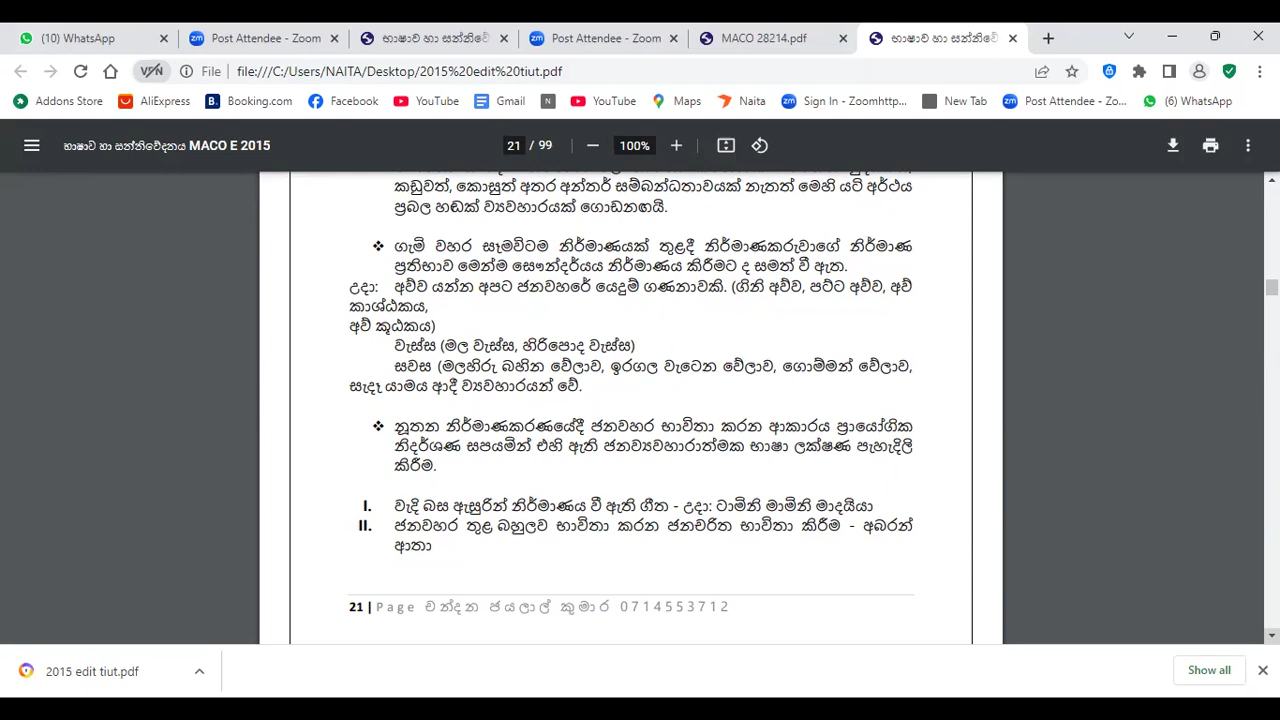 (10) WhatsApp
Post Attendee - Zoom
භාෂාව හා සන්නිවේ
Post Attendee - Zoom
MACO 28214.pdf
භාෂාව හා සන්නිවේ
File | file:///C:/Users/NAITA/Desktop/2015%20edit%20tiut.pdf
Addons Store AliExpress Booking.com Facebook YouTube Gmail YouTube Maps Naita Sign In - Zoomhttp... New Tab Post Attendee - Zo... (6) WhatsApp
භාෂාව හා සන්නිවේදනය MACO E 2015 21 / 99 100%
කඩුවත්, කොසුත් අතර අන්තර් සම්බන්ධතාවයක් නැතත් මෙහි යටි අර්ථය
ප්‍රබල හඬක් ව්‍යවහාරයක් ගොඩනඟයි.
❖ ගැමි වහර සැමවිටම නිර්මාණයක් තුළදී නිර්මාණකරුවාගේ නිර්මාණ
ප්‍රතිභාව මෙන්ම සෞන්දර්යය නිර්මාණය කිරීමට ද සමත් වී ඇත.
උදා: අව්ව යන්න අපට ජනවහරේ යෙදුම් ගණනාවකි. (ගිනි අව්ව, පට්ට අව්ව, අව්
කාශ්ඨකය,
අව් කූඨකය)
වැස්ස (මල වැස්ස, හිරිපොද වැස්ස)
සවස (මලහිරු බහින වේලාව, ඉරගල වැටෙන වේලාව, ගොම්මන් වේලාව,
සැදෑ යාමය ආදී ව්‍යවහාරයන් වේ.
❖ නූතන නිර්මාණකරණයේදී ජනවහර භාවිතා කරන ආකාරය ප්‍රායෝගික
නිදර්ශණ සපයමින් එහි ඇති ජනව්‍යවහාරාත්මක භාෂා ලක්ෂණ පැහැදිලි
කිරීම.
I. වැදි බස ඇසුරින් නිර්මාණය වී ඇති ගීත - උදා: ටාමිනි මාමිනි මාදයියා
II. ජනවහර තුළ බහුලව භාවිතා කරන ජනචරිත භාවිතා කිරීම - අබරන්
ආතා
21 | Page චන්දන ජයලාල් කුමාර 0714553712
2015 edit tiut.pdf
Show all